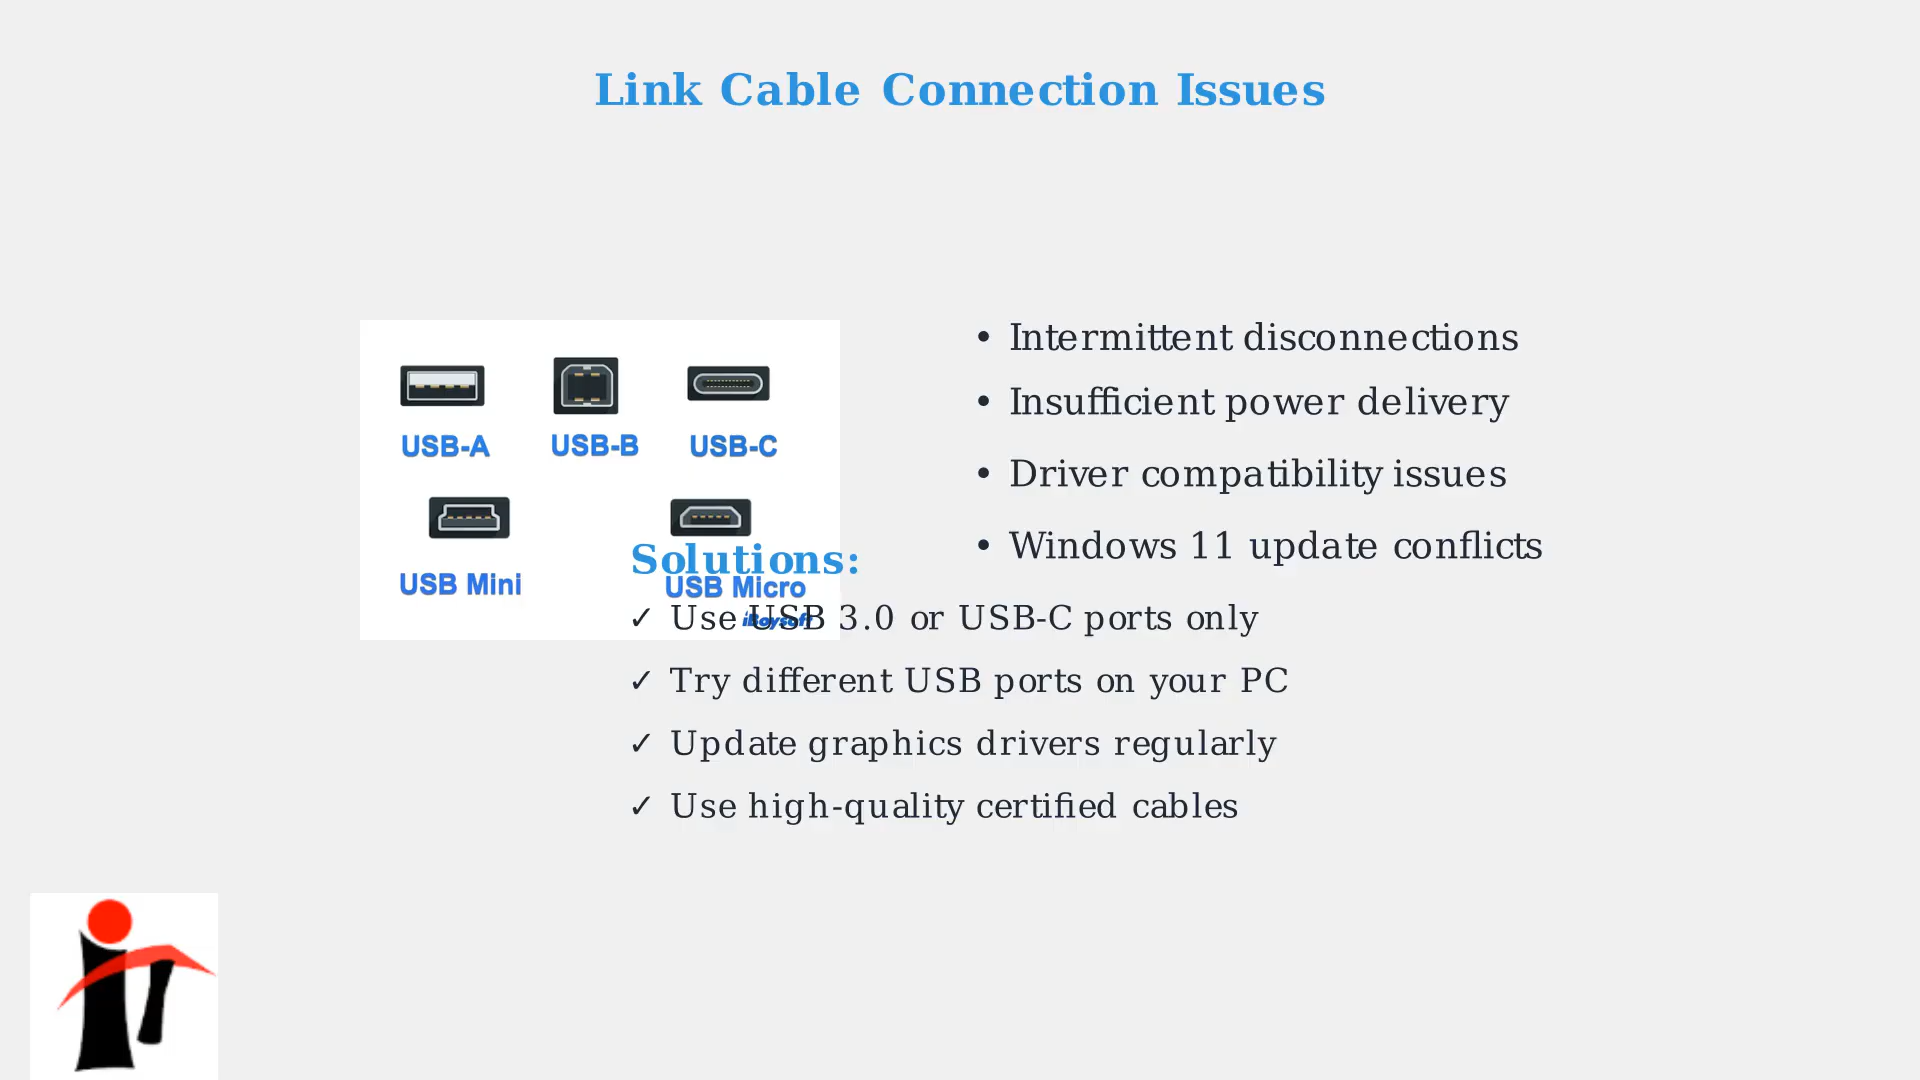 Link Cable Connection Issues
USB-A USB-B USB-C
USB Mini USB Micro
iBoysoft
• Intermittent disconnections
• Insufficient power delivery
• Driver compatibility issues
• Windows 11 update conflicts
Solutions:
✓ Use USB 3.0 or USB-C ports only
✓ Try different USB ports on your PC
✓ Update graphics drivers regularly
✓ Use high-quality certified cables